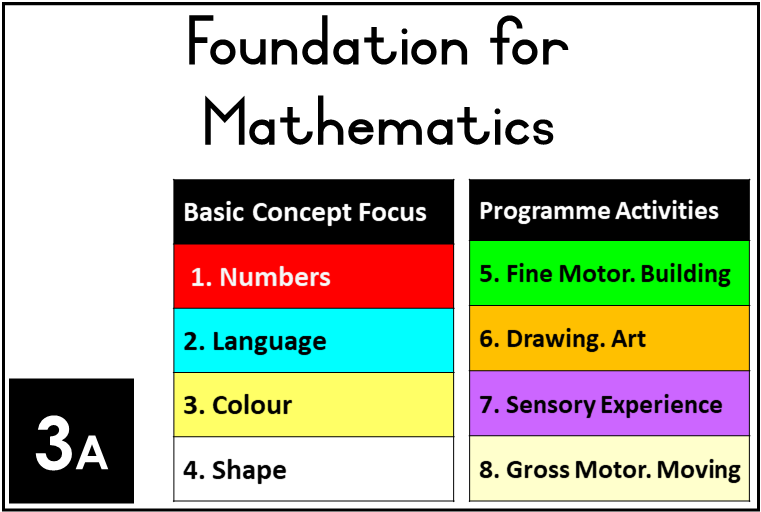 Foundation for
Mathematics
Basic Concept Focus
1. Numbers
2. Language
3. Colour
4. Shape
Programme Activities
5. Fine Motor. Building
6. Drawing. Art
7. Sensory Experience
8. Gross Motor. Moving
3A